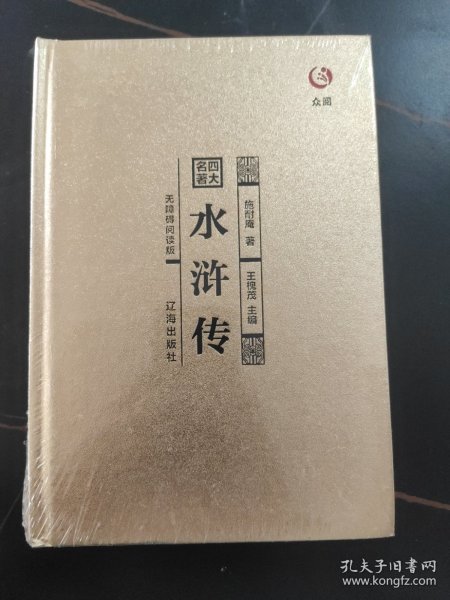 众阅
施耐庵 著
王槐茂 主编
四大
名著
水浒传
无障碍阅读版
辽海出版社
孔夫子旧书网
www.kongfz.com